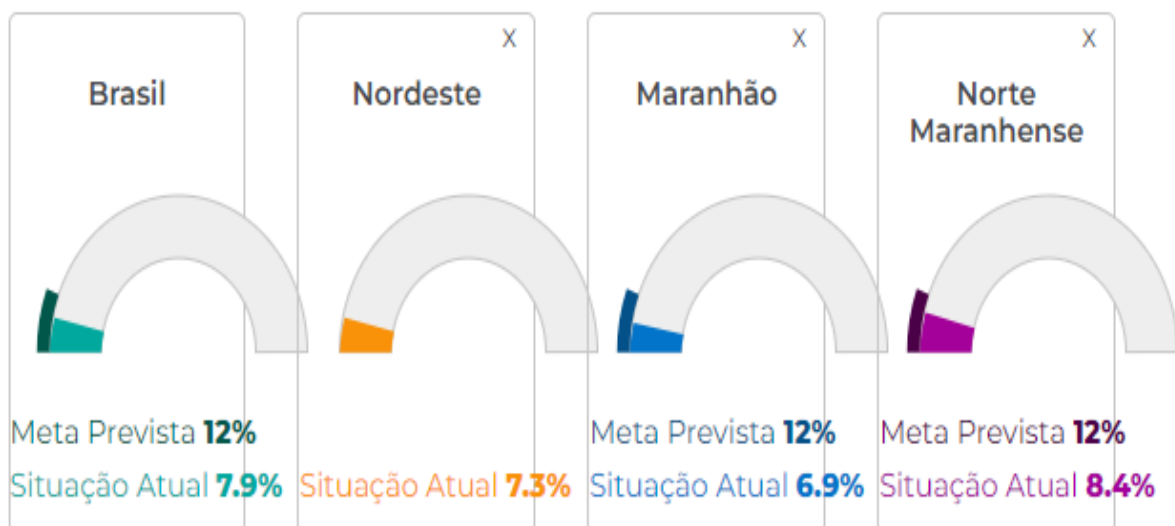 Brasil
Meta Prevista 12%
Situação Atual 7.9%
X
Nordeste
Situação Atual 7.3%
X
Maranhão
Meta Prevista 12%
Situação Atual 6.9%
X
Norte
Maranhense
Meta Prevista 12%
Situação Atual 8.4%